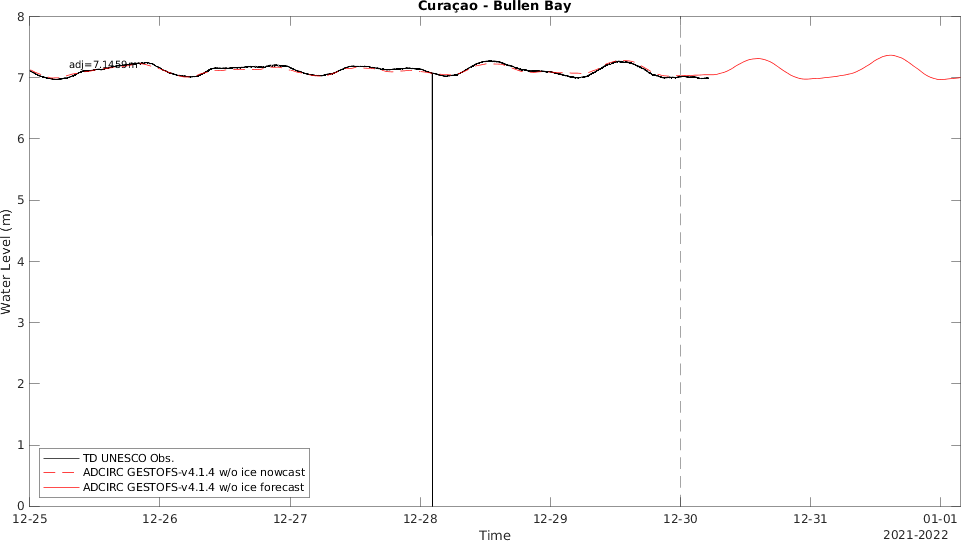 Curaçao - Bullen Bay
8
7
6
5
4
3
2
1
0
Water Level (m)
adj=7.1459m
TD UNESCO Obs.
ADCIRC GESTOFS-v4.1.4 w/o ice nowcast
ADCIRC GESTOFS-v4.1.4 w/o ice forecast
12-25 12-26 12-27 12-28 12-29 12-30 12-31 01-01
Time
2021-2022